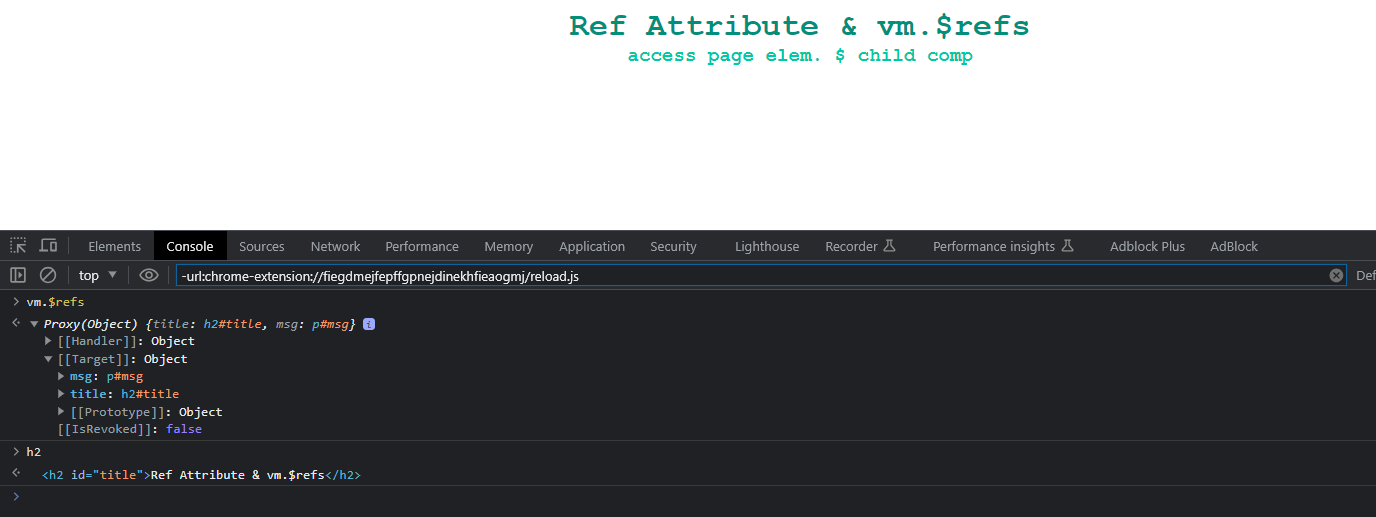 Ref Attribute & vm.$refs
access page elem. $ child comp
Elements Console Sources Network Performance Memory Application Security Lighthouse Recorder Performance insights Adblock Plus AdBlock
top -url:chrome-extension://fiegdmejfepffgpnejdinekhfieaogmj/reload.js Def
vm.$refs
Proxy(Object) {title: h2#title, msg: p#msg} i
[[Handler]]: Object
[[Target]]: Object
msg: p#msg
title: h2#title
[[Prototype]]: Object
[[IsRevoked]]: false
h2
<h2 id="title">Ref Attribute & vm.$refs</h2>